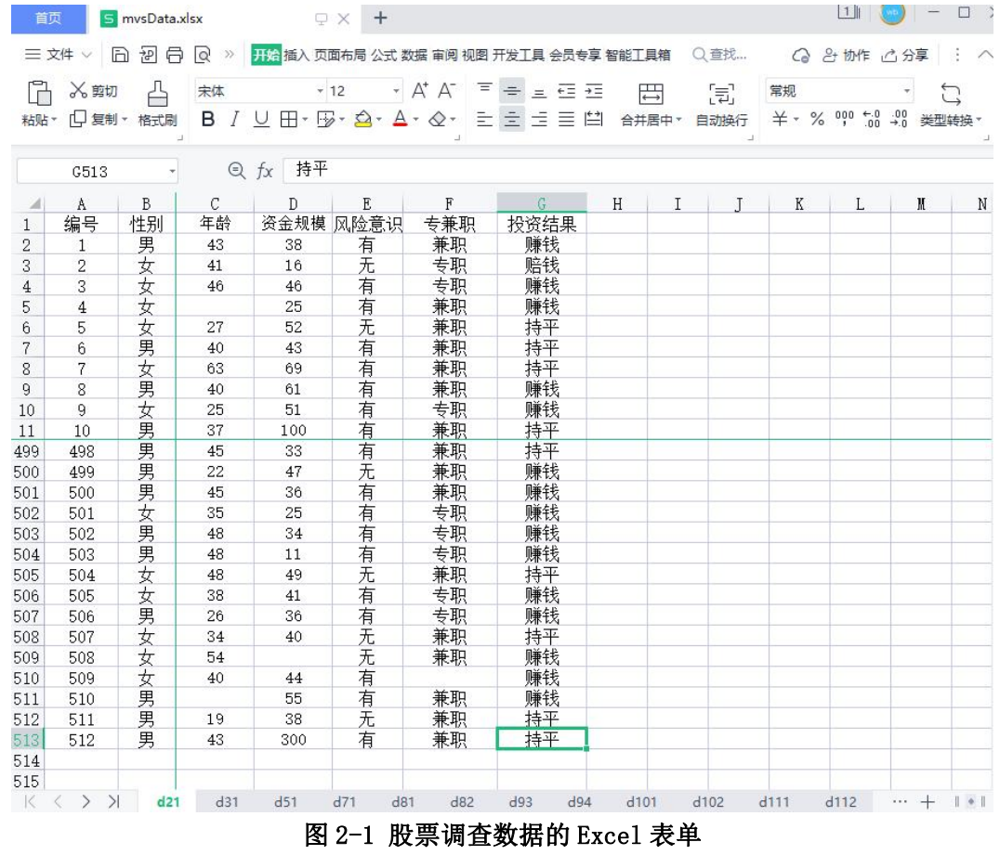 首页 S mvsData.xlsx + 1
三 文件 开始 插入 页面布局 公式 数据 审阅 视图 开发工具 会员专享 智能工具箱 查找... 协作 分享
剪切 宋体 12 A+ A- 常规
粘贴 复制 格式刷 B I U A 合并居中 自动换行 ¥ % 000 ←.0 .00 .00 →.0 类型转换
G513 fx 持平
A B C D E F G H I J K L M N
1 编号 性别 年龄 资金规模 风险意识 专兼职 投资结果
2 1 男 43 38 有 兼职 赚钱
3 2 女 41 16 无 专职 赔钱
4 3 女 46 46 有 专职 赚钱
5 4 女 25 有 兼职 赚钱
6 5 女 27 52 无 兼职 持平
7 6 男 40 43 有 兼职 持平
8 7 女 63 69 有 兼职 持平
9 8 男 40 61 有 兼职 赚钱
10 9 女 25 51 有 专职 赚钱
11 10 男 37 100 有 兼职 持平
499 498 男 45 33 有 兼职 持平
500 499 男 22 47 无 兼职 赚钱
501 500 男 45 36 有 兼职 赚钱
502 501 女 35 25 有 专职 赚钱
503 502 男 48 34 有 专职 赚钱
504 503 男 48 11 有 专职 赚钱
505 504 女 48 49 无 兼职 持平
506 505 女 38 41 有 专职 赚钱
507 506 男 26 36 有 专职 赚钱
508 507 女 34 40 无 兼职 持平
509 508 女 54 无 兼职 赚钱
510 509 女 40 44 有 赚钱
511 510 男 55 有 兼职 赚钱
512 511 男 19 38 无 兼职 持平
513 512 男 43 300 有 兼职 持平
514
515
d21 d31 d51 d71 d81 d82 d93 d94 d101 d102 d111 d112 ··· +
图 2-1 股票调查数据的 Excel 表单